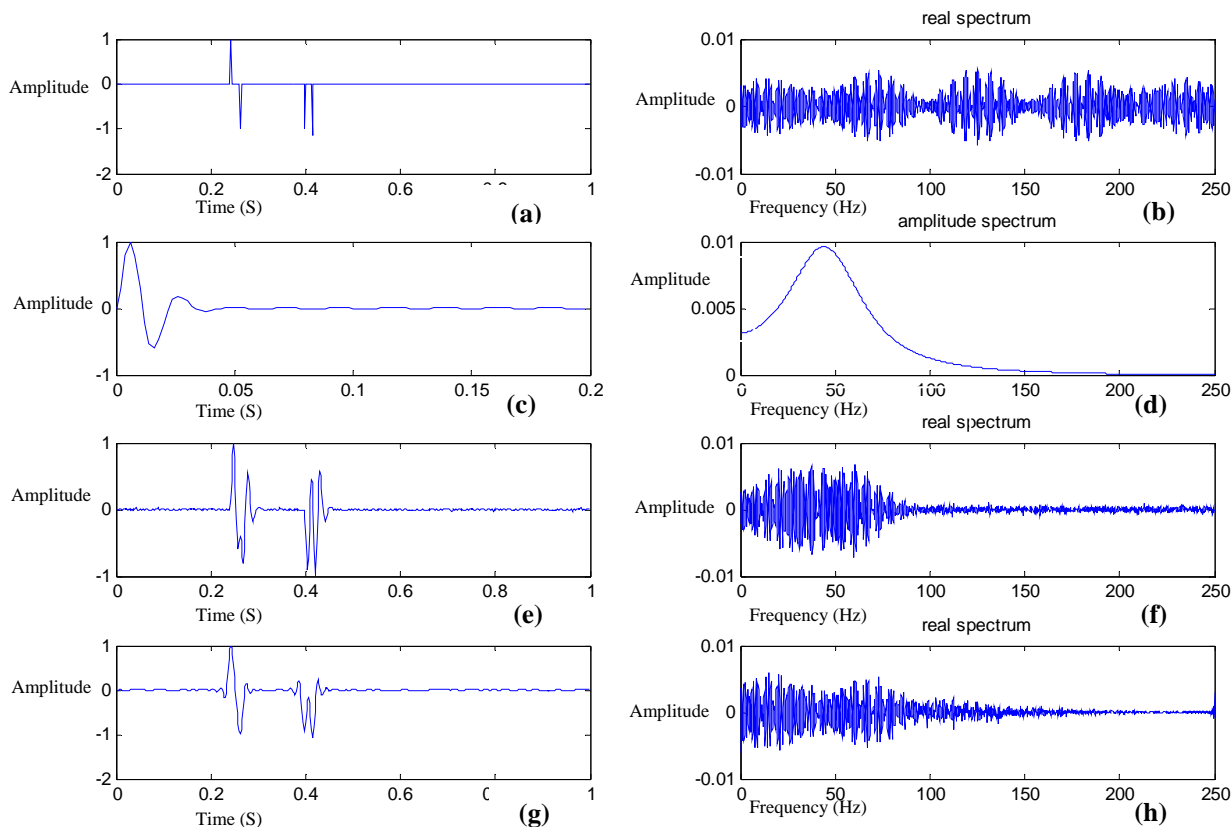 real spectrum
1
0
-1
-2
Amplitude
0 0.2 0.4 0.6 1
Time (S)
(a)
0.01
0
-0.01
Amplitude
0 50 100 150 200 250
Frequency (Hz)
(b)
amplitude spectrum
1
0
-1
Amplitude
0 0.05 0.1 0.15 0.2
Time (S)
(c)
0.01
0.005
0
Amplitude
0 50 100 150 200 250
Frequency (Hz)
(d)
real spectrum
1
0
-1
Amplitude
0 0.2 0.4 0.6 0.8 1
Time (S)
(e)
0.01
0
-0.01
Amplitude
0 50 100 150 200 250
Frequency (Hz)
(f)
real spectrum
1
0
-1
-2
Amplitude
0 0.2 0.4 0.6 1
Time (S)
(g)
0.01
0
-0.01
Amplitude
0 50 100 150 200 250
Frequency (Hz)
(h)